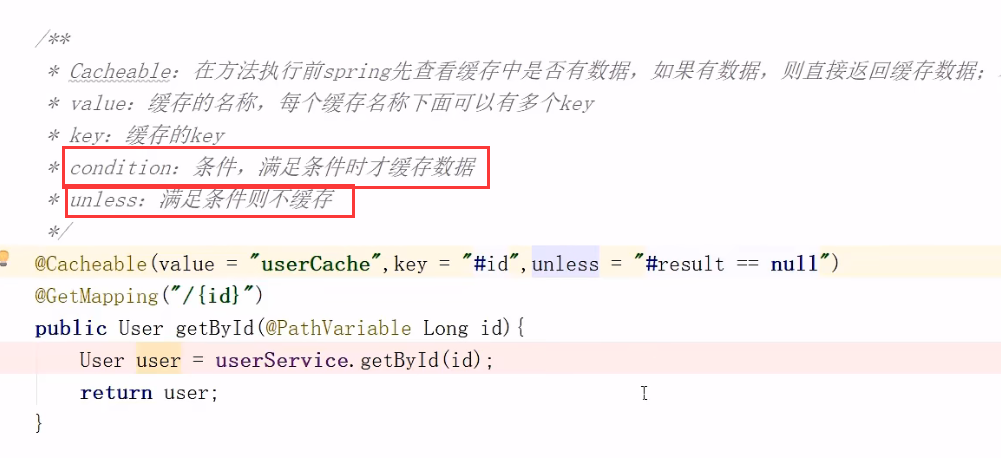 /**
* Cacheable：在方法执行前spring先查看缓存中是否有数据，如果有数据，则直接返回缓存数据；
* value：缓存的名称，每个缓存名称下面可以有多个key
* key：缓存的key
* condition：条件，满足条件时才缓存数据
* unless：满足条件则不缓存
*/
@Cacheable(value = "userCache",key = "#id",unless = "#result == null")
@GetMapping("/{id}")
public User getById(@PathVariable Long id){
User user = userService.getById(id);
return user;
}